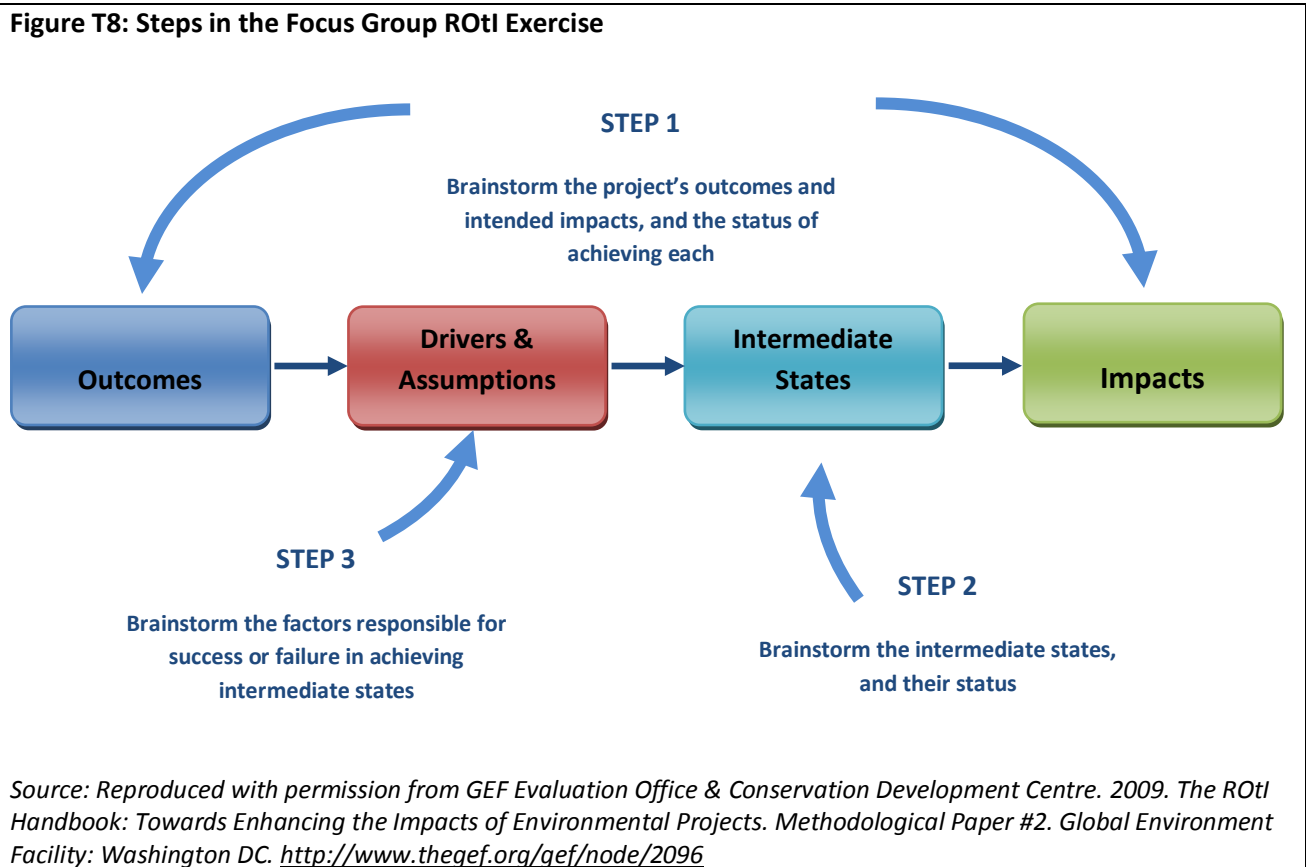 Figure T8: Steps in the Focus Group ROtI Exercise
STEP 1
Brainstorm the project’s outcomes and
intended impacts, and the status of
achieving each
Outcomes
Drivers &
Assumptions
Intermediate
States
Impacts
STEP 3
Brainstorm the factors responsible for
success or failure in achieving
intermediate states
STEP 2
Brainstorm the intermediate states,
and their status
Source: Reproduced with permission from GEF Evaluation Office & Conservation Development Centre. 2009. The ROtI
Handbook: Towards Enhancing the Impacts of Environmental Projects. Methodological Paper #2. Global Environment
Facility: Washington DC. http://www.thegef.org/gef/node/2096